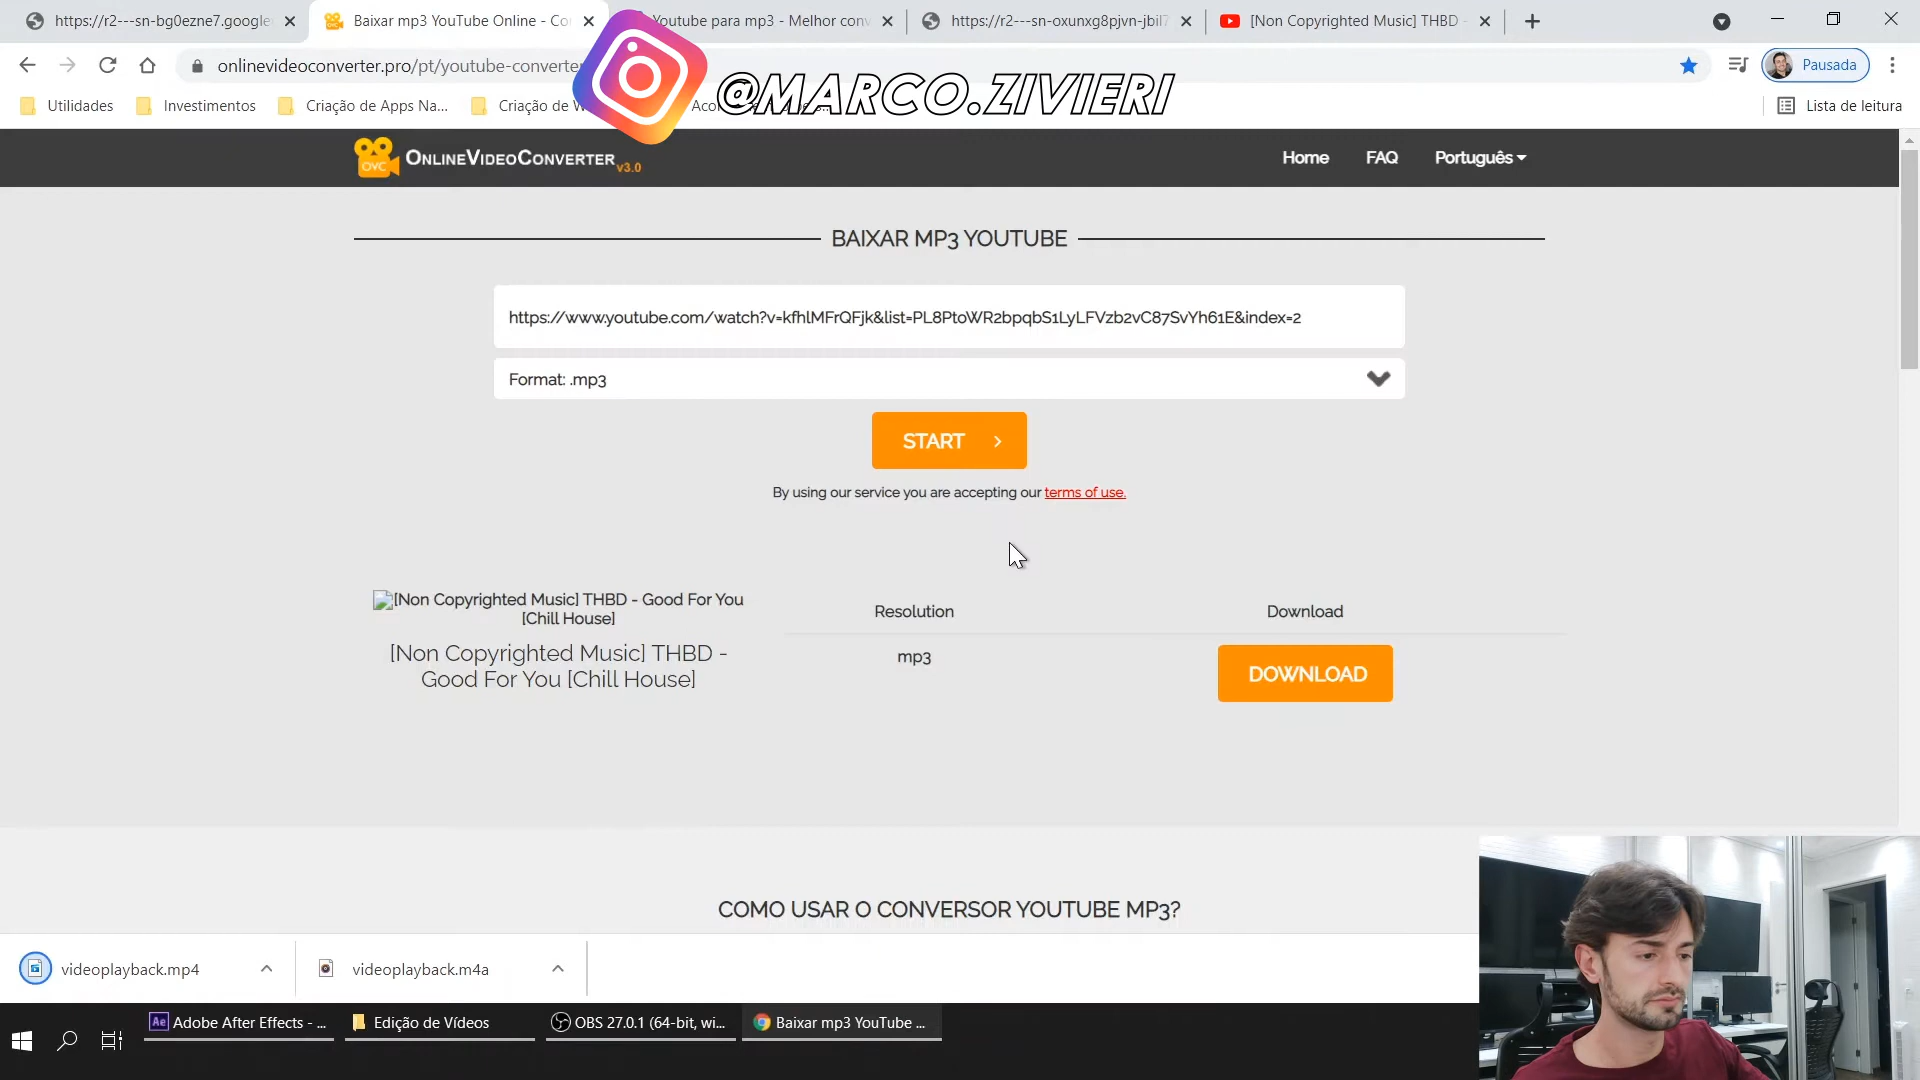 https://r2---sn-bg0ezne7.google
Baixar mp3 YouTube Online - Co
Youtube para mp3 - Melhor con
https://r2---sn-oxunxg8pjvn-jbil7
[Non Copyrighted Music] THBD -
onlinevideoconverter.pro/pt/youtube-converte
@MARCO.ZIVIERI
Pausada
Utilidades
Investimentos
Criação de Apps Na...
Criação de W
Lista de leitura
OVC
ONLINEVIDEOCONVERTER v3.0
Home
FAQ
Português
BAIXAR MP3 YOUTUBE
https://www.youtube.com/watch?v=kfhlMFrQFjk&list=PL8PtoWR2bpqbS1LyLFVzb2vC87SvYh61E&index=2
Format: .mp3
START
By using our service you are accepting our terms of use.
[Non Copyrighted Music] THBD - Good For You
[Chill House]
[Non Copyrighted Music] THBD -
Good For You [Chill House]
Resolution
Download
mp3
DOWNLOAD
COMO USAR O CONVERSOR YOUTUBE MP3?
videoplayback.mp4
videoplayback.m4a
Ae
Adobe After Effects - ...
Edição de Vídeos
OBS 27.0.1 (64-bit, wi...
Baixar mp3 YouTube ...